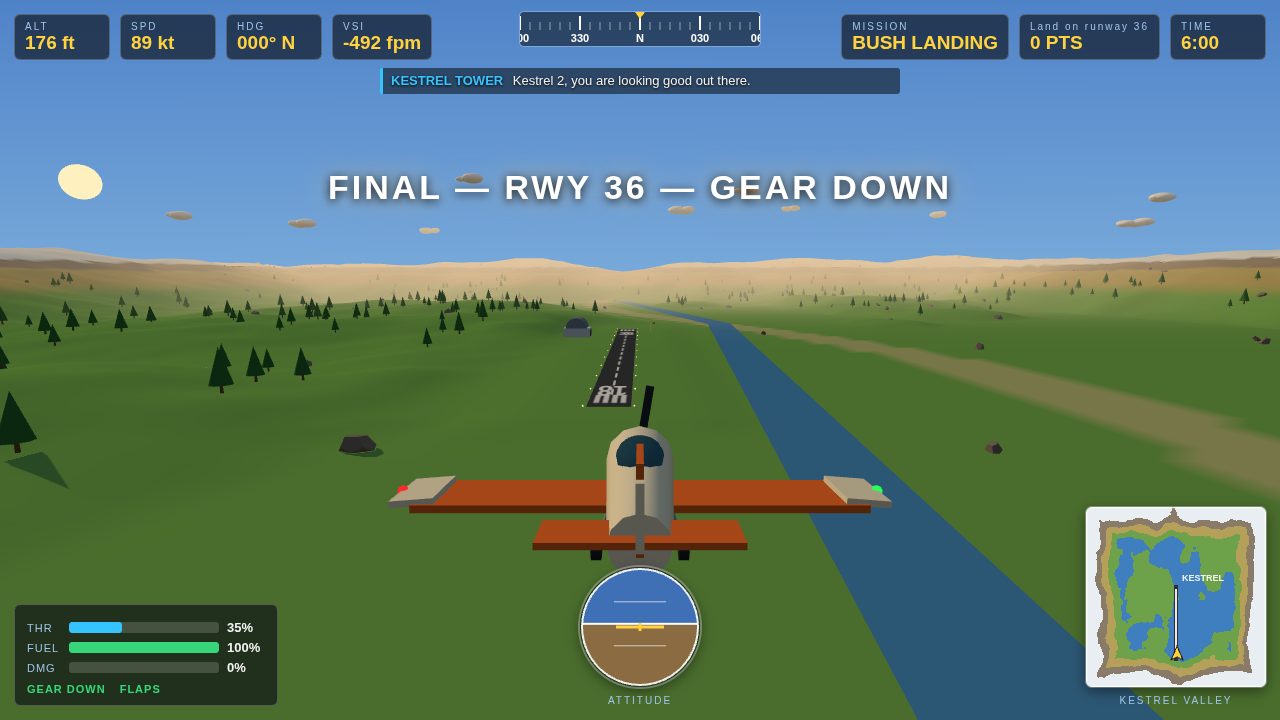 ALT
176 ft
SPD
89 kt
HDG
000° N
VSI
-492 fpm
330
N
030
MISSION
BUSH LANDING
Land on runway 36
0 PTS
TIME
6:00
KESTREL TOWER Kestrel 2, you are looking good out there.
FINAL — RWY 36 — GEAR DOWN
THR 35%
FUEL 100%
DMG 0%
GEAR DOWN FLAPS
ATTITUDE
KESTREL
KESTREL VALLEY